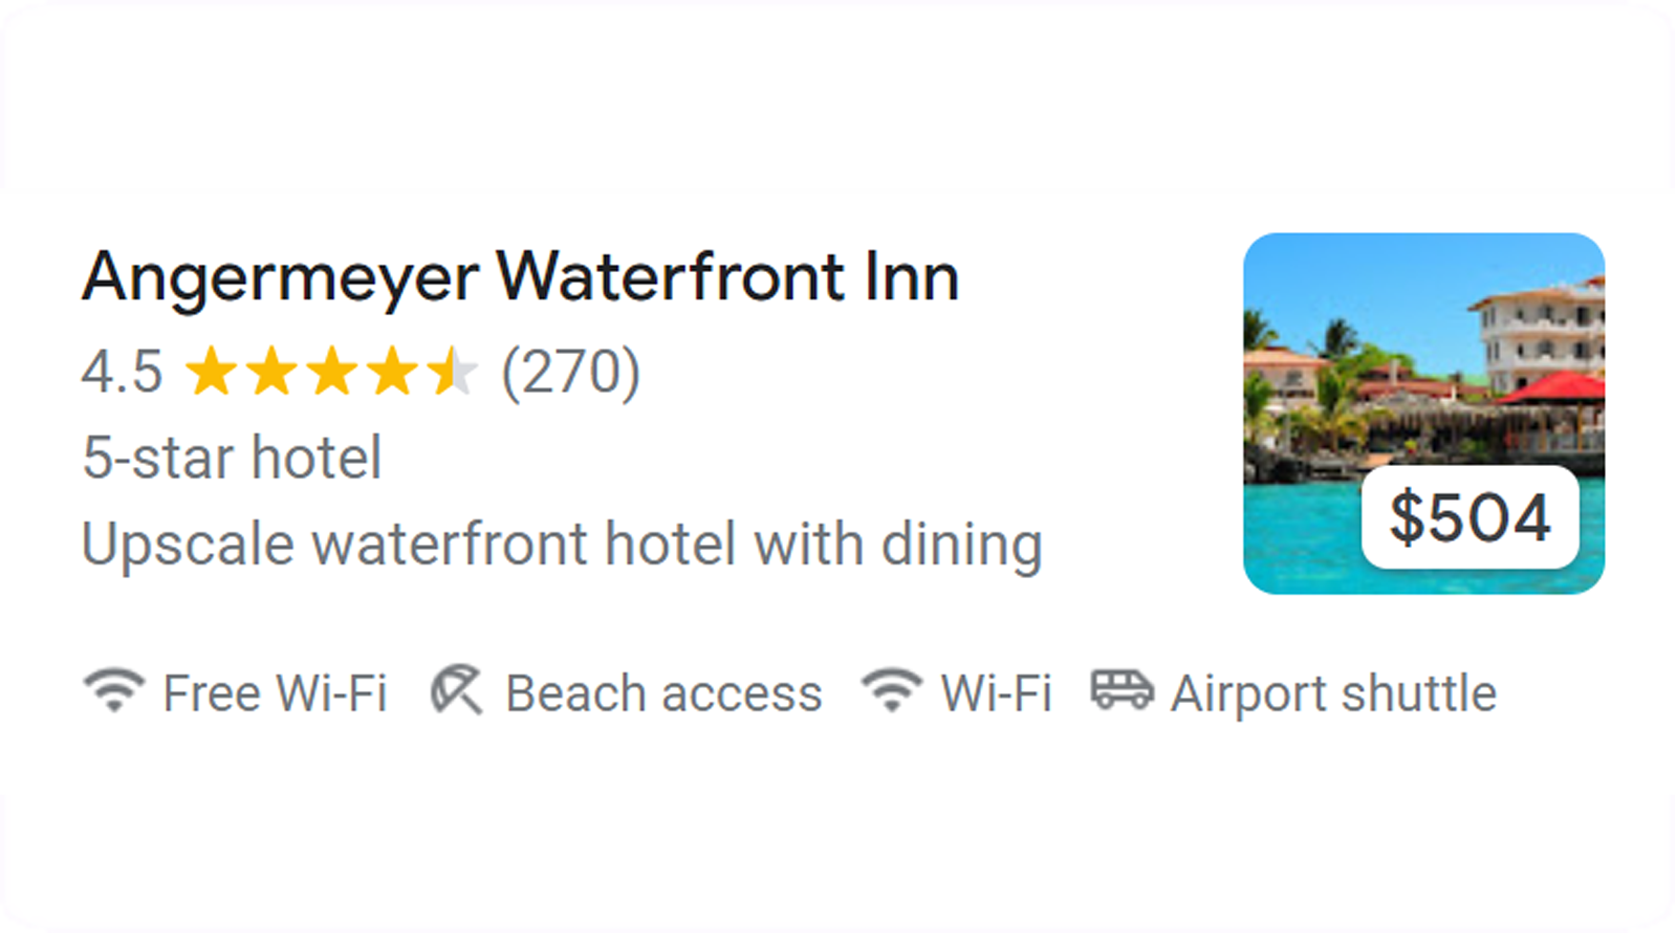 Angermeyer Waterfront Inn
4.5 (270)
5-star hotel
Upscale waterfront hotel with dining
$504
Free Wi-Fi Beach access Wi-Fi Airport shuttle